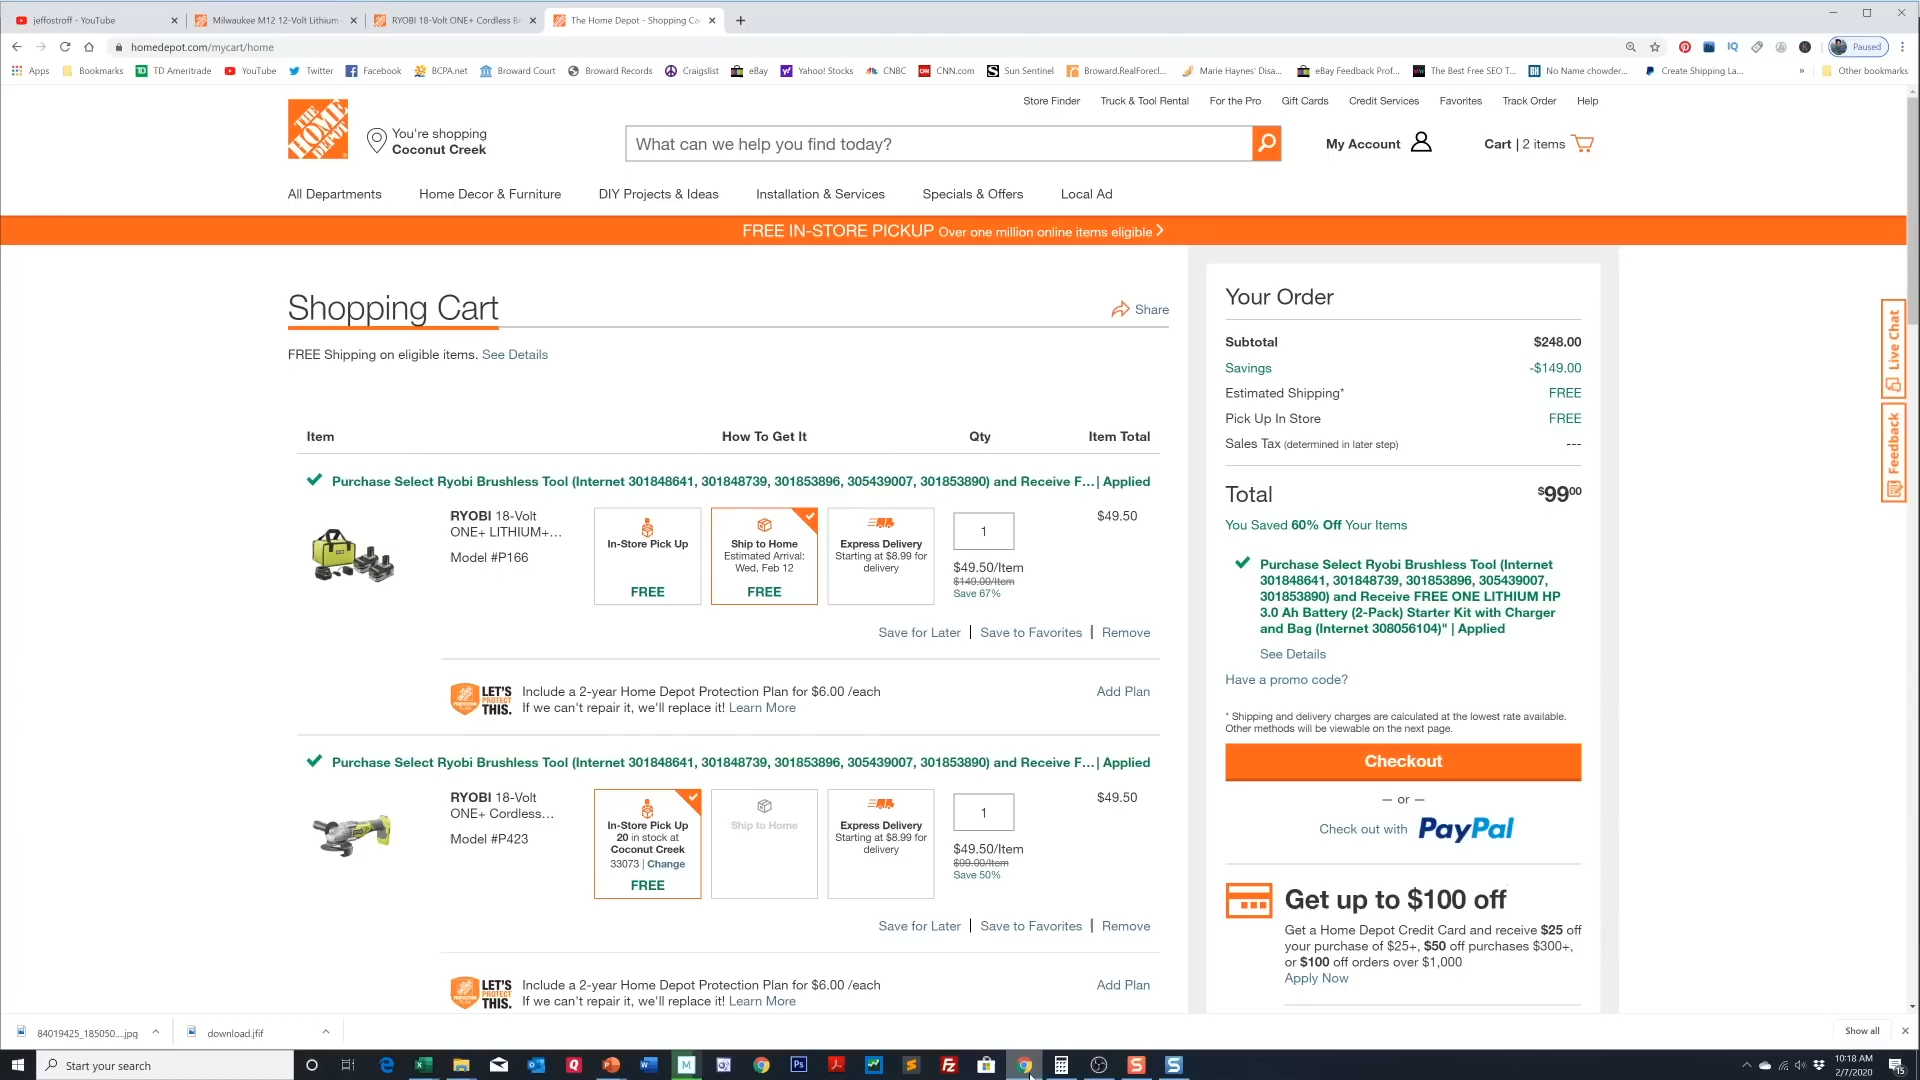 jeffostroff - YouTube
Milwaukee M12 12-Volt Lithium-
RYOBI 18-Volt ONE+ Cordless B
The Home Depot - Shopping Ca
homedepot.com/mycart/home
Paused
Apps
Bookmarks
TD Ameritrade
YouTube
Twitter
Facebook
BCPA.net
Broward Court
Broward Records
Craigslist
eBay
Yahoo! Stocks
CNBC
CNN.com
Sun Sentinel
Broward.RealForecl...
Marie Haynes' Disa...
eBay Feedback Prof...
The Best Free SEO T...
No Name chowder...
Create Shipping La...
Other bookmarks
Store Finder
Truck & Tool Rental
For the Pro
Gift Cards
Credit Services
Favorites
Track Order
Help
THE HOME DEPOT
You're shopping
Coconut Creek
What can we help you find today?
My Account
Cart | 2 items
All Departments
Home Decor & Furniture
DIY Projects & Ideas
Installation & Services
Specials & Offers
Local Ad
FREE IN-STORE PICKUP Over one million online items eligible
Shopping Cart
Share
FREE Shipping on eligible items. See Details
Item
How To Get It
Qty
Item Total
Purchase Select Ryobi Brushless Tool (Internet 301848641, 301848739, 301853896, 305439007, 301853890) and Receive F...| Applied
RYOBI 18-Volt
ONE+ LITHIUM+...
Model #P166
In-Store Pick Up
FREE
Ship to Home
Estimated Arrival:
Wed, Feb 12
FREE
Express Delivery
Starting at $8.99 for
delivery
1
$49.50/Item
$149.00/Item
Save 67%
$49.50
Save for Later | Save to Favorites | Remove
LET'S
PROTECT
THIS.
Include a 2-year Home Depot Protection Plan for $6.00 /each
If we can't repair it, we'll replace it! Learn More
Add Plan
Purchase Select Ryobi Brushless Tool (Internet 301848641, 301848739, 301853896, 305439007, 301853890) and Receive F...| Applied
RYOBI 18-Volt
ONE+ Cordless...
Model #P423
In-Store Pick Up
20 in stock at
Coconut Creek
33073 | Change
FREE
Ship to Home
Express Delivery
Starting at $8.99 for
delivery
1
$49.50/Item
$99.00/Item
Save 50%
$49.50
Save for Later | Save to Favorites | Remove
LET'S
PROTECT
THIS.
Include a 2-year Home Depot Protection Plan for $6.00 /each
If we can't repair it, we'll replace it! Learn More
Add Plan
Your Order
Subtotal $248.00
Savings -$149.00
Estimated Shipping* FREE
Pick Up In Store FREE
Sales Tax (determined in later step) ---
Total $99.00
You Saved 60% Off Your Items
Purchase Select Ryobi Brushless Tool (Internet
301848641, 301848739, 301853896, 305439007,
301853890) and Receive FREE ONE LITHIUM HP
3.0 Ah Battery (2-Pack) Starter Kit with Charger
and Bag (Internet 308056104)" | Applied
See Details
Have a promo code?
* Shipping and delivery charges are calculated at the lowest rate available.
Other methods will be viewable on the next page.
Checkout
— or —
Check out with PayPal
Get up to $100 off
Get a Home Depot Credit Card and receive $25 off
your purchase of $25+, $50 off purchases $300+,
or $100 off orders over $1,000
Apply Now
Live Chat
Feedback
84019425_185050....jpg
download.jfif
Show all
Start your search
10:18 AM
2/7/2020
15